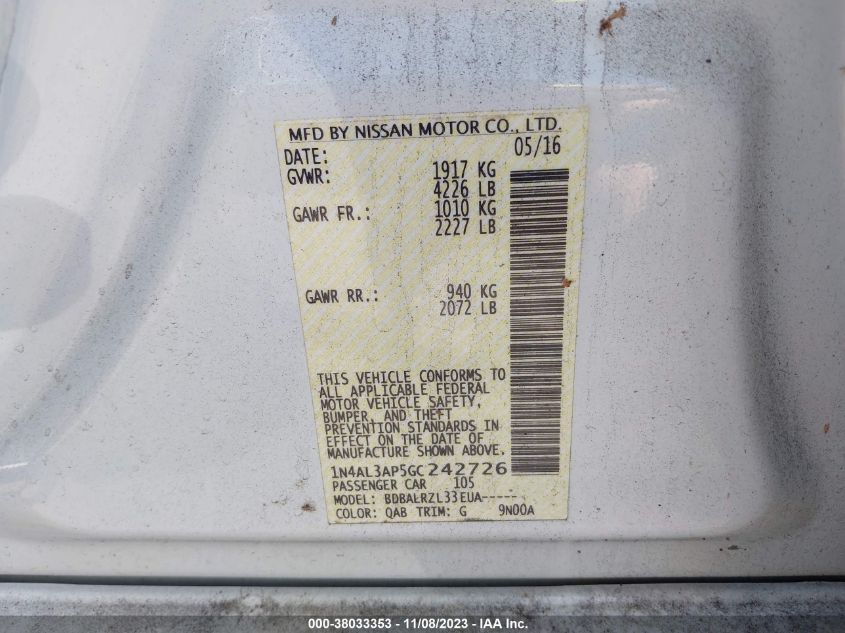 MFD BY NISSAN MOTOR CO., LTD.
DATE: 05/16
GVWR: 1917 KG
4226 LB
GAWR FR.: 1010 KG
2227 LB
GAWR RR.: 940 KG
2072 LB
THIS VEHICLE CONFORMS TO
ALL APPLICABLE FEDERAL
MOTOR VEHICLE SAFETY,
BUMPER, AND THEFT
PREVENTION STANDARDS IN
EFFECT ON THE DATE OF
MANUFACTURE SHOWN ABOVE.
1N4AL3AP5GC242726
PASSENGER CAR 105
MODEL: BDBALRZL33EUA-----
COLOR: QAB TRIM: G 9N00A
000-38033353 - 11/08/2023 - IAA Inc.